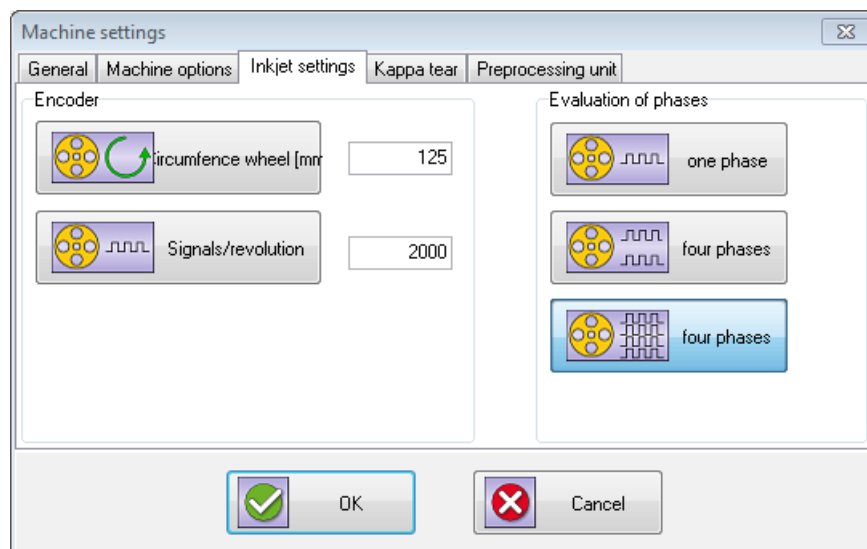 Machine settings
General
Machine options
Inkjet settings
Kappa tear
Preprocessing unit
Encoder
Circumfence wheel [mm
125
Signals/revolution
2000
Evaluation of phases
one phase
four phases
four phases
OK
Cancel